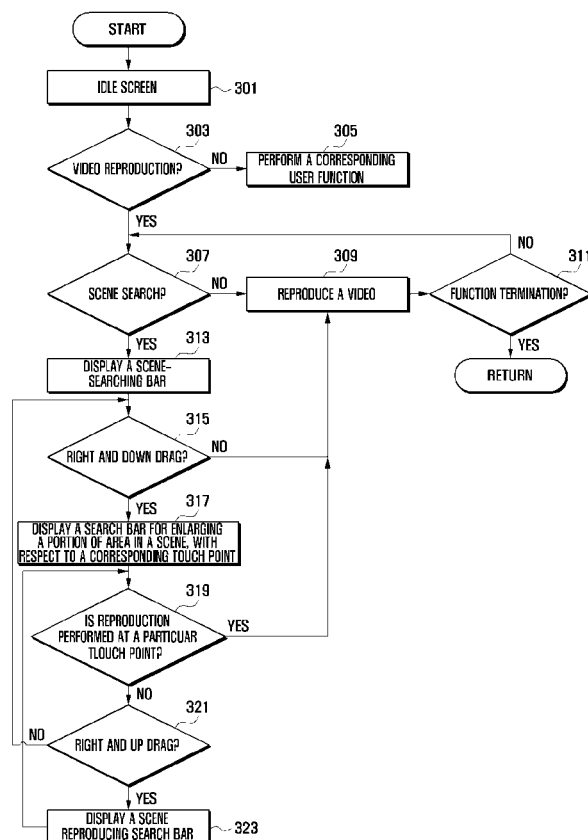 START
IDLE SCREEN
301
303
VIDEO REPRODUCTION?
NO
305
PERFORM A CORRESPONDING
USER FUNCTION
YES
NO
307
SCENE SEARCH?
NO
309
REPRODUCE A VIDEO
311
FUNCTION TERMINATION?
YES
313
DISPLAY A SCENE-
SEARCHING BAR
YES
RETURN
315
RIGHT AND DOWN DRAG?
NO
YES
317
DISPLAY A SEARCH BAR FOR ENLARGING
A PORTION OF AREA IN A SCENE, WITH
RESPECT TO A CORRESPONDING TOUCH POINT
319
IS REPRODUCTION
PERFORMED AT A PARTICULAR
TLOUCH POINT?
YES
NO
321
NO
RIGHT AND UP DRAG?
YES
DISPLAY A SCENE
REPRODUCING SEARCH BAR
323